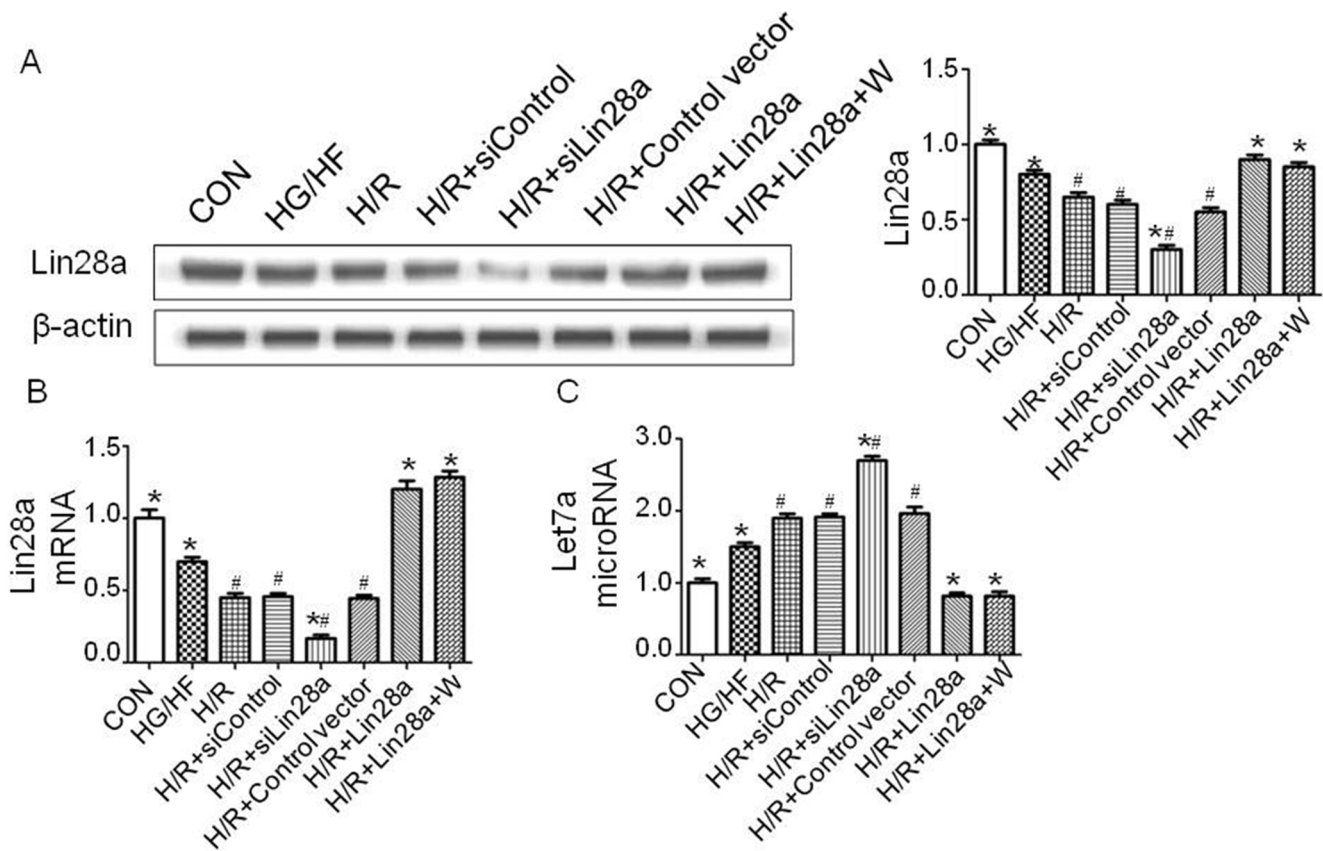 A
CON
HG/HF
H/R
H/R+siControl
H/R+siLin28a
H/R+Control vector
H/R+Lin28a
H/R+Lin28a+W
Lin28a
β-actin
Lin28a
1.5
1.0
0.5
0.0
* * # # *# # * *
CON
HG/HF
H/R
H/R+siControl
H/R+siLin28a
H/R+Control vector
H/R+Lin28a
H/R+Lin28a+W
B
Lin28a
mRNA
1.5
1.0
0.5
0.0
* * # # *# # * *
CON
HG/HF
H/R
H/R+siControl
H/R+siLin28a
H/R+Control vector
H/R+Lin28a
H/R+Lin28a+W
C
Let7a
microRNA
3.0
2.0
1.0
0.0
* * # # *# # * *
CON
HG/HF
H/R
H/R+siControl
H/R+siLin28a
H/R+Control vector
H/R+Lin28a
H/R+Lin28a+W